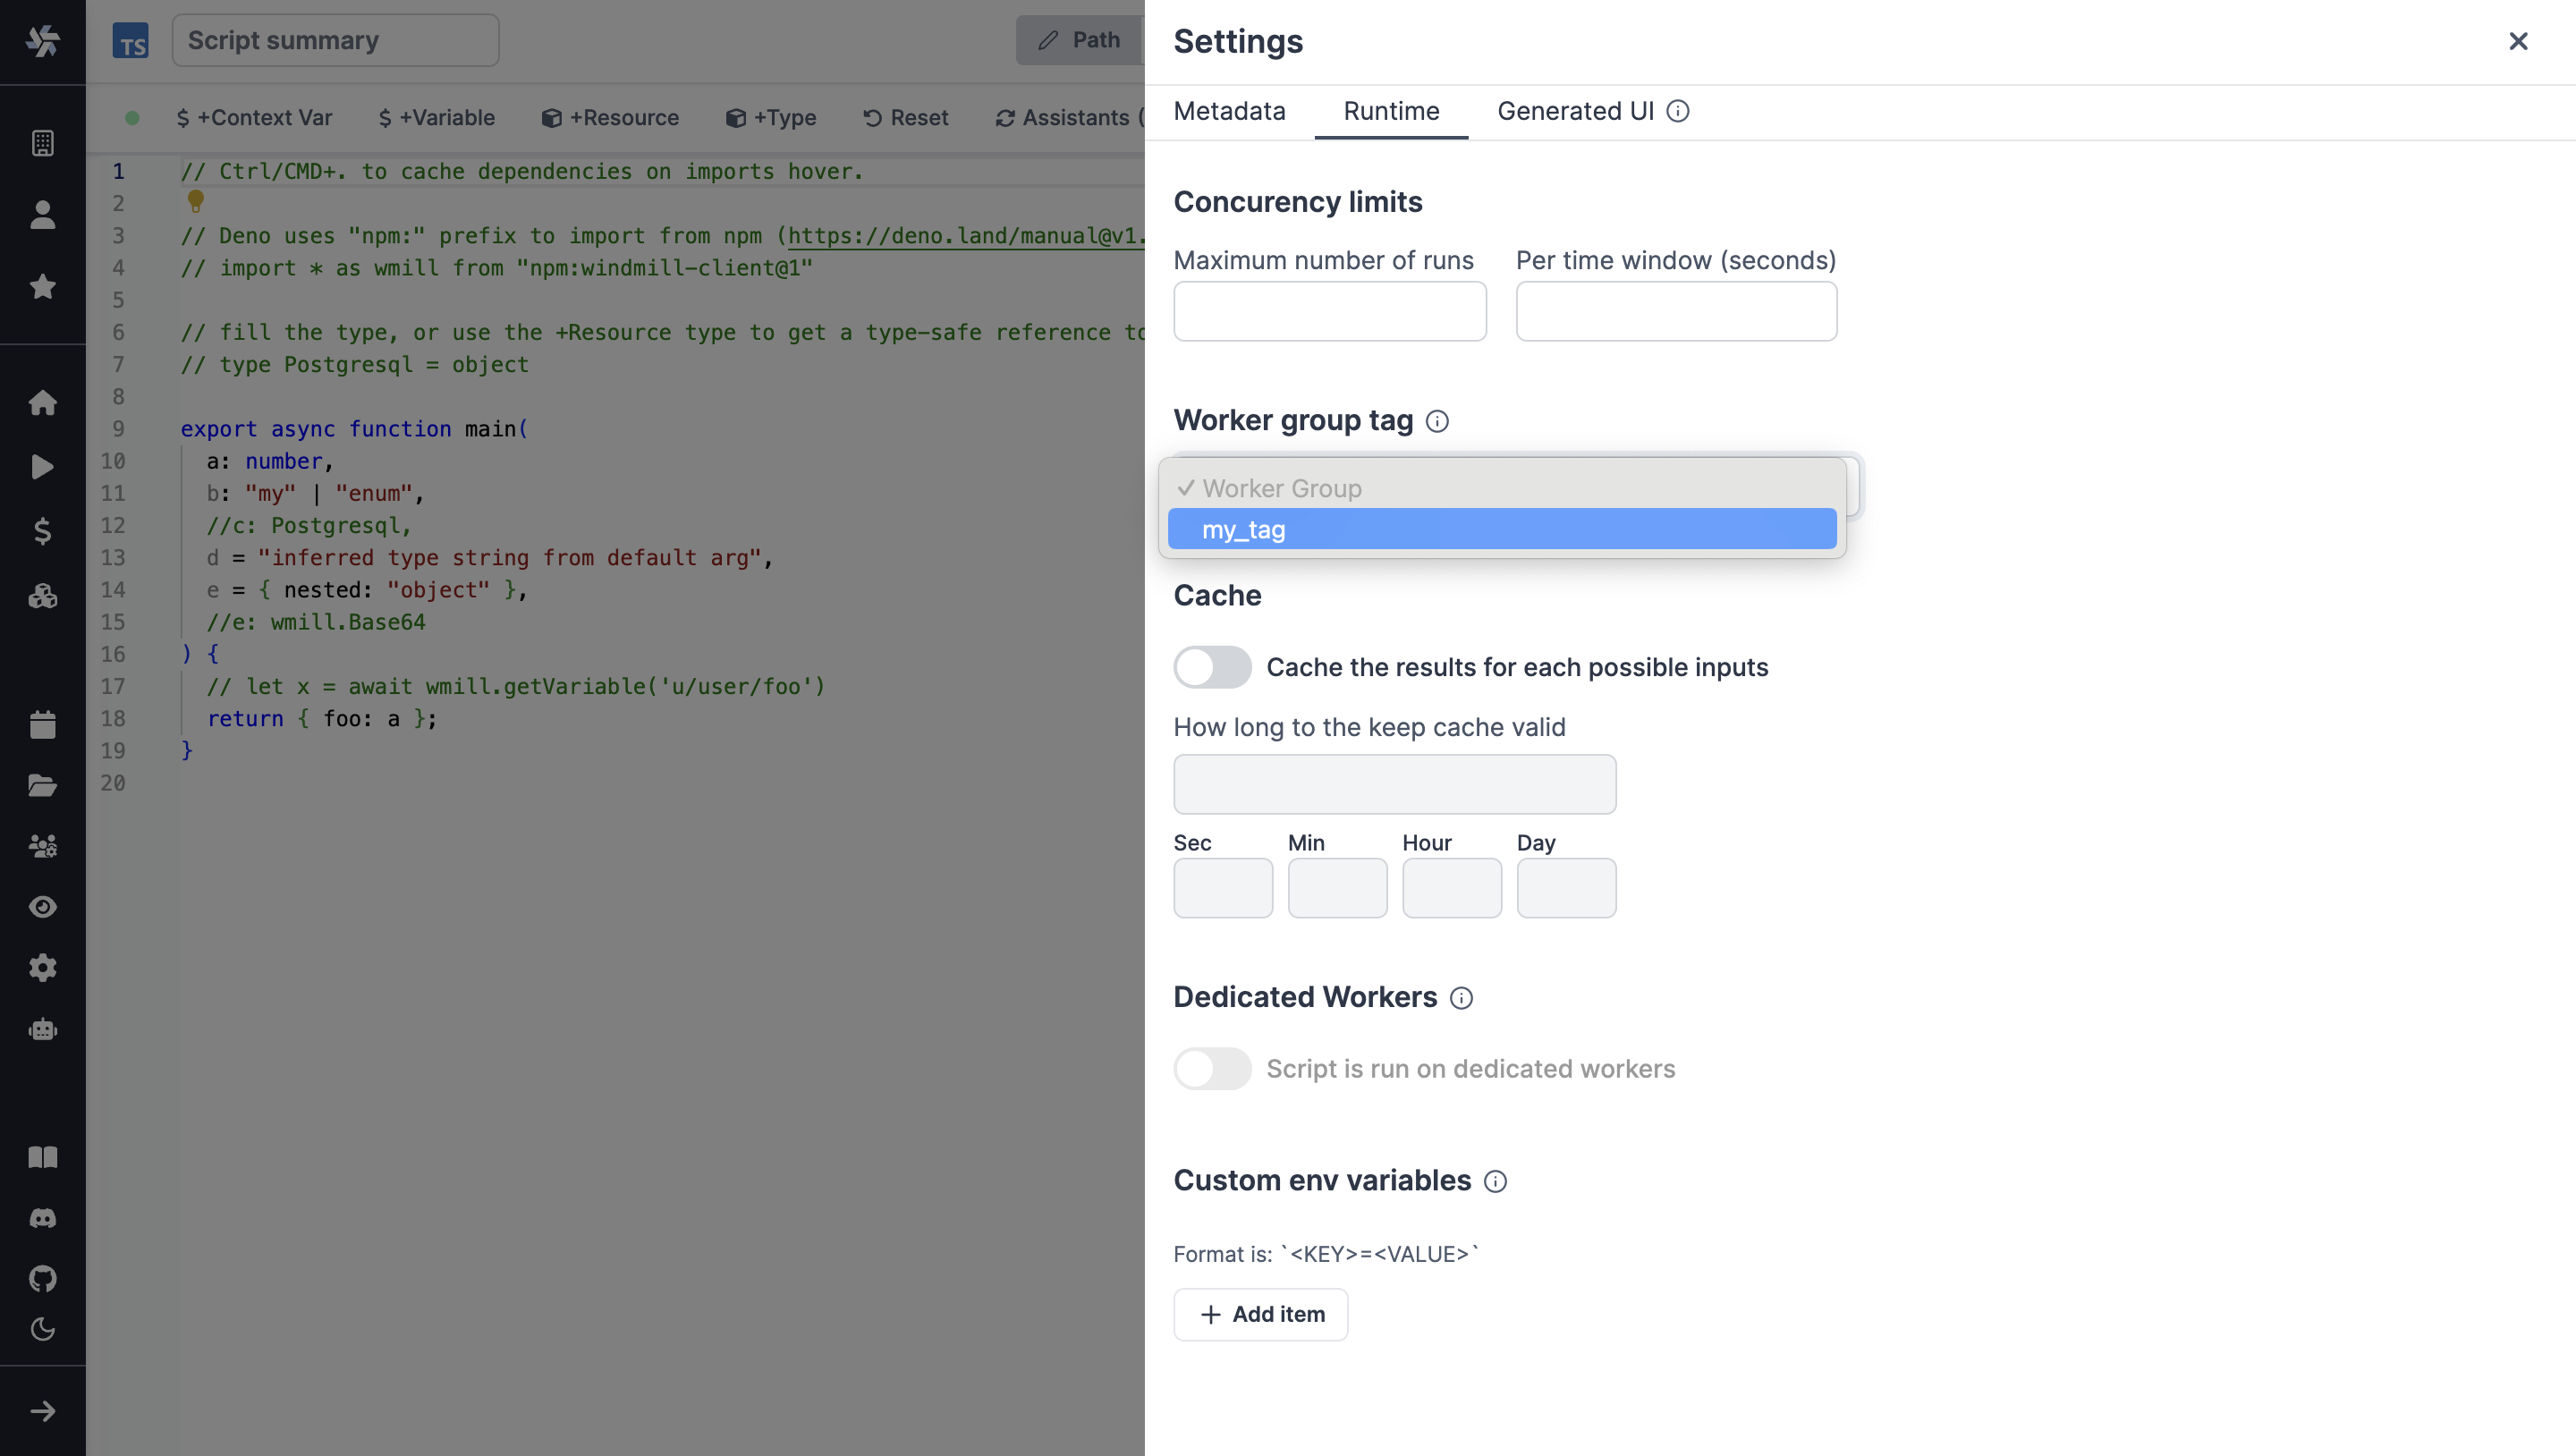 TS
Script summary
Path
$ +Context Var
$ +Variable
+Resource
+Type
Reset
Assistants (
1 // Ctrl/CMD+. to cache dependencies on imports hover.
2
3 // Deno uses "npm:" prefix to import from npm (https://deno.land/manual@v1.
4 // import * as wmill from "npm:windmill-client@1"
5
6 // fill the type, or use the +Resource type to get a type-safe reference to
7 // type Postgresql = object
8
9 export async function main(
10 a: number,
11 b: "my" | "enum",
12 //c: Postgresql,
13 d = "inferred type string from default arg",
14 e = { nested: "object" },
15 //e: wmill.Base64
16 ) {
17 // let x = await wmill.getVariable('u/user/foo')
18 return { foo: a };
19 }
20
Settings
Metadata
Runtime
Generated UI
Concurency limits
Maximum number of runs
Per time window (seconds)
Worker group tag
✓ Worker Group
my_tag
Cache
Cache the results for each possible inputs
How long to the keep cache valid
Sec
Min
Hour
Day
Dedicated Workers
Script is run on dedicated workers
Custom env variables
Format is: `<KEY>=<VALUE>`
+ Add item